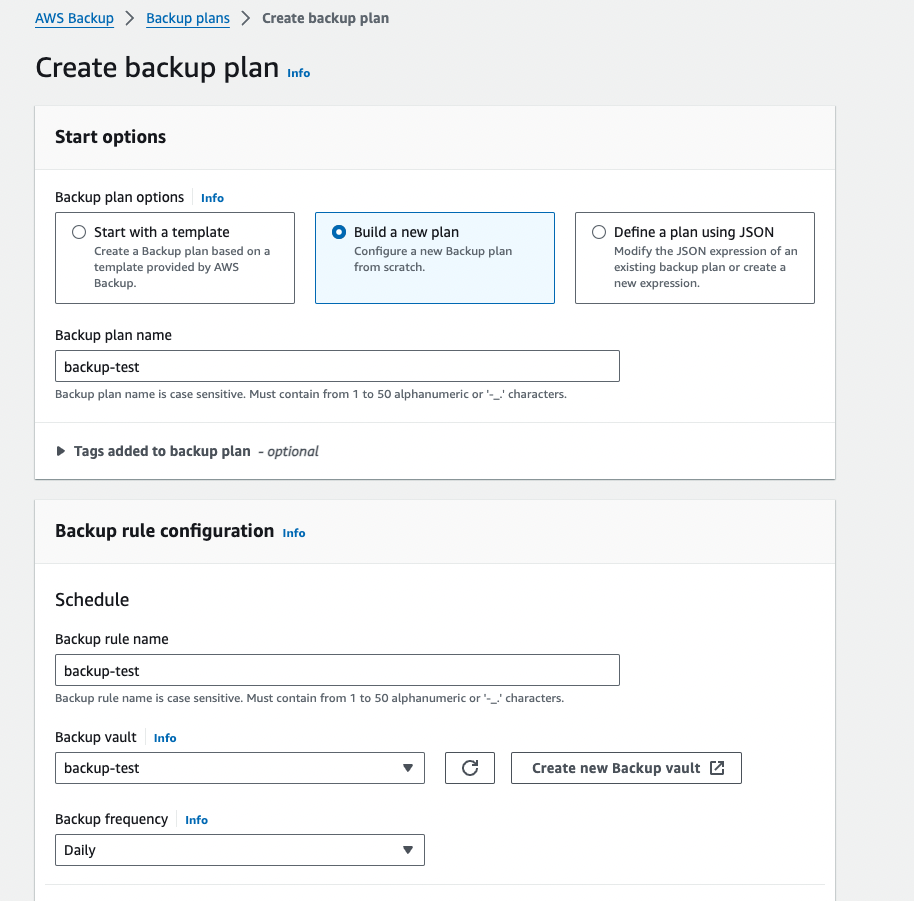 AWS Backup > Backup plans > Create backup plan
Create backup plan Info
Start options
Backup plan options Info
Start with a template
Create a Backup plan based on a
template provided by AWS
Backup.
Build a new plan
Configure a new Backup plan
from scratch.
Define a plan using JSON
Modify the JSON expression of an
existing backup plan or create a
new expression.
Backup plan name
backup-test
Backup plan name is case sensitive. Must contain from 1 to 50 alphanumeric or '-_.' characters.
Tags added to backup plan - optional
Backup rule configuration Info
Schedule
Backup rule name
backup-test
Backup rule name is case sensitive. Must contain from 1 to 50 alphanumeric or '-_.' characters.
Backup vault Info
backup-test
Create new Backup vault
Backup frequency Info
Daily